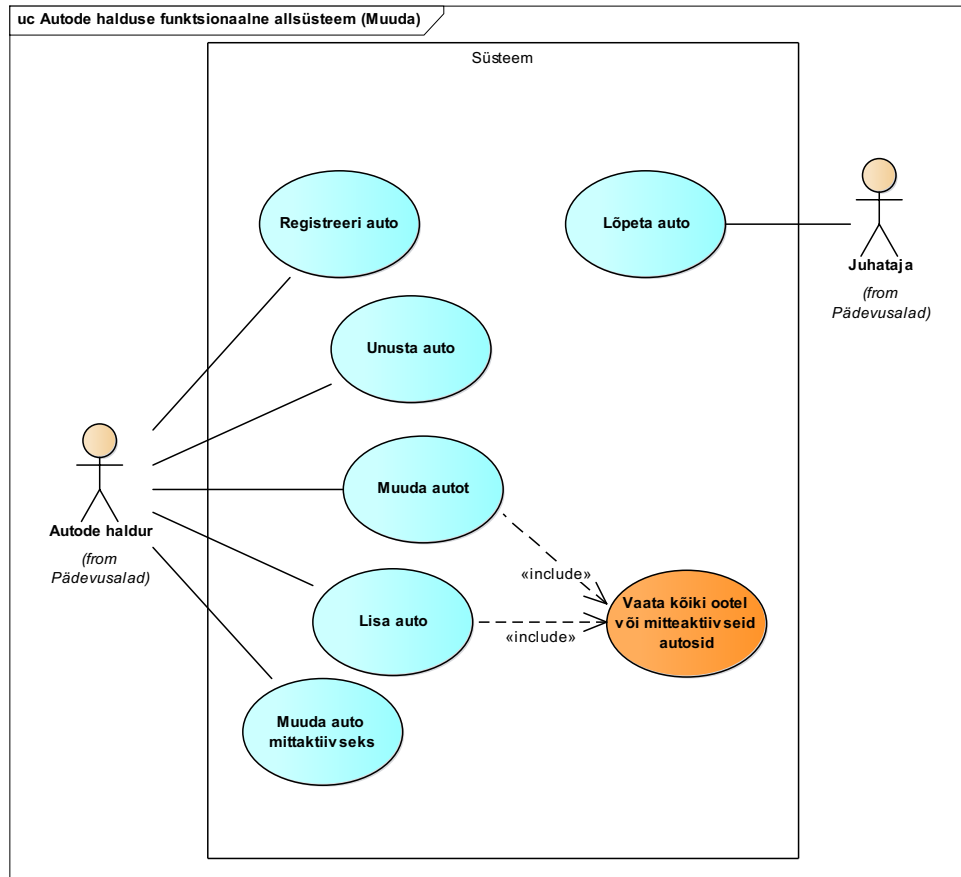 uc Autode halduse funktsionaalne allsüsteem (Muuda)
Süsteem
Registreeri auto
Lõpeta auto
Juhataja
(from
Pädevusalad)
Unusta auto
Autode haldur
(from
Pädevusalad)
Muuda autot
«include»
Lisa auto
«include»
Vaata kõiki ootel
või mitteaktiivseid
autosid
Muuda auto
mittaktiivseks